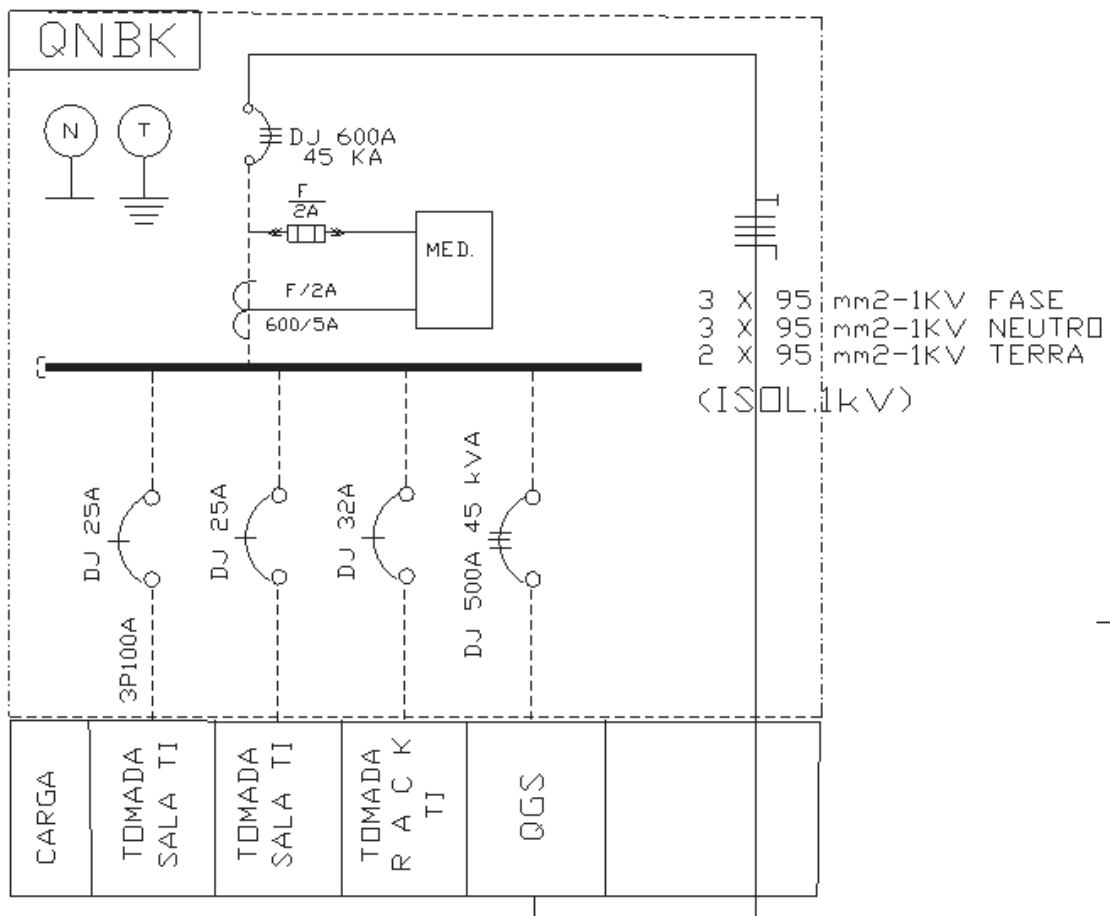 QNBK
N
T
DJ 600A
45 KA
F
2A
MED.
F/2A
600/5A
3 X 95 mm2-1KV FASE
3 X 95 mm2-1KV NEUTRO
2 X 95 mm2-1KV TERRA
(ISOL.1kV)
DJ 25A
DJ 25A
DJ 32A
DJ 500A 45 kVA
3P100A
CARGA
TOMADA
SALA TI
TOMADA
SALA TI
TOMADA
R A C K
TI
QGS